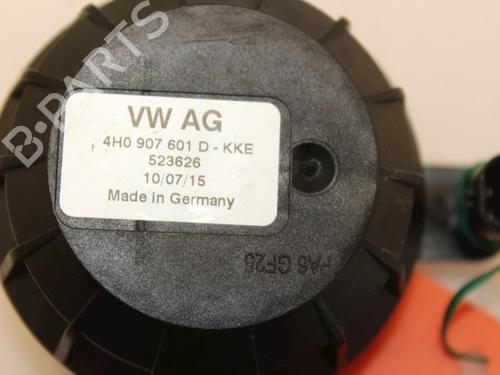 B-PARTS
VW AG
4H0 907 601 D - KKE
523626
10/07/15
Made in Germany
PA6 GF25